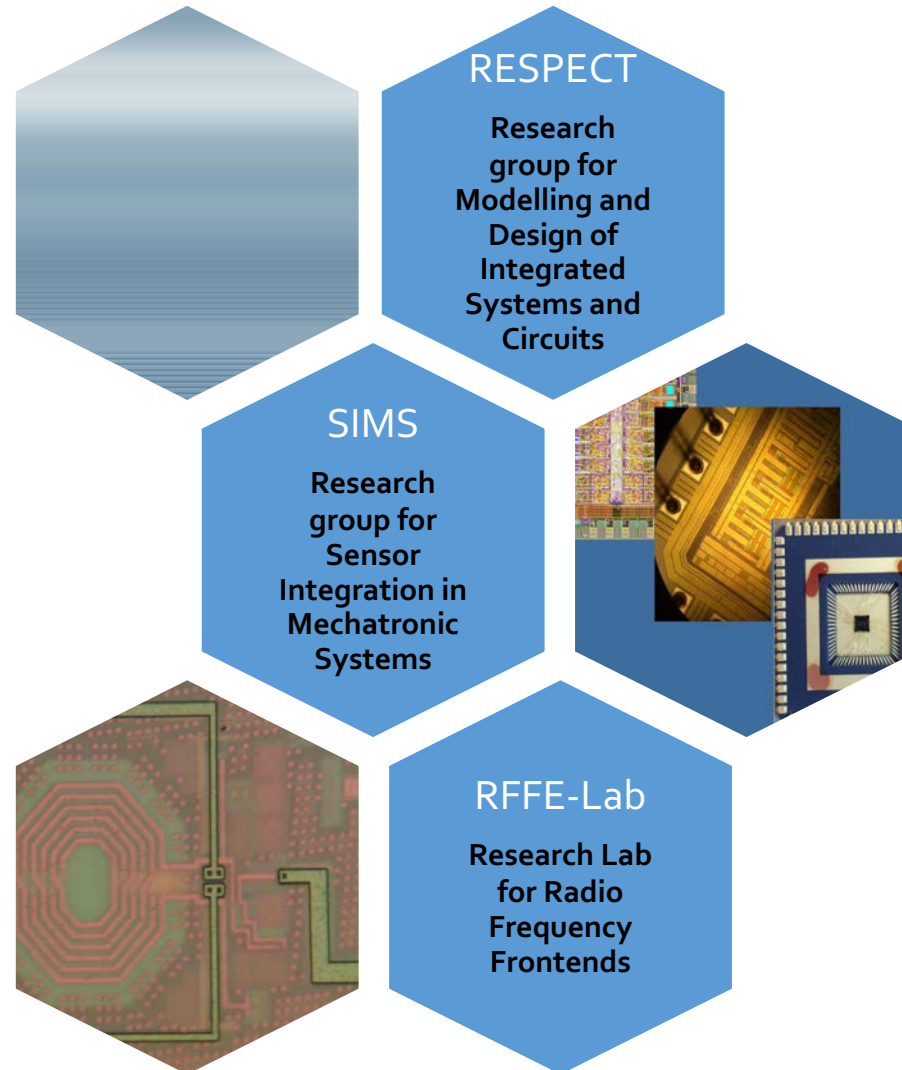 RESPECT
Research
group for
Modelling and
Design of
Integrated
Systems and
Circuits
SIMS
Research
group for
Sensor
Integration in
Mechatronic
Systems
RFFE-Lab
Research Lab
for Radio
Frequency
Frontends